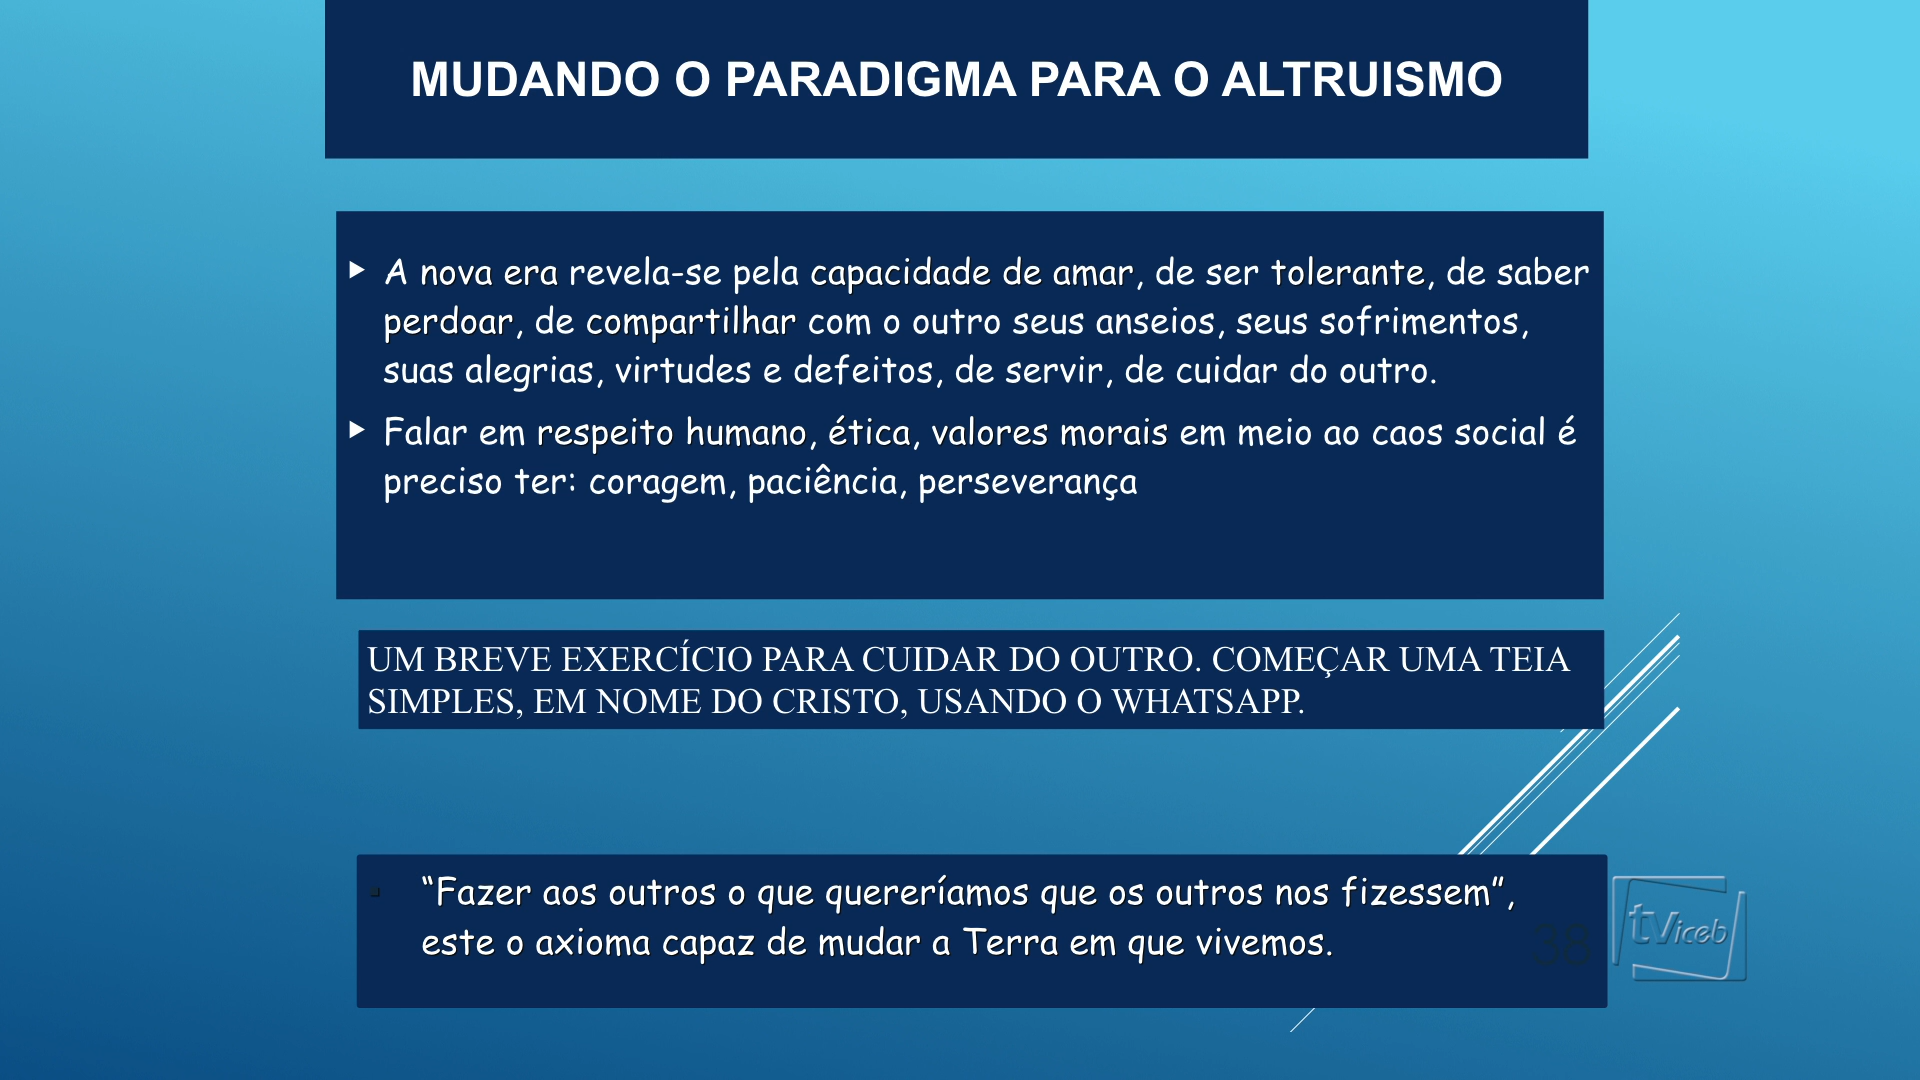 MUDANDO O PARADIGMA PARA O ALTRUISMO
A nova era revela-se pela capacidade de amar, de ser tolerante, de saber
perdoar, de compartilhar com o outro seus anseios, seus sofrimentos,
suas alegrias, virtudes e defeitos, de servir, de cuidar do outro.
Falar em respeito humano, ética, valores morais em meio ao caos social é
preciso ter: coragem, paciência, perseverança
UM BREVE EXERCÍCIO PARA CUIDAR DO OUTRO. COMEÇAR UMA TEIA
SIMPLES, EM NOME DO CRISTO, USANDO O WHATSAPP.
“Fazer aos outros o que quereríamos que os outros nos fizessem”,
este o axioma capaz de mudar a Terra em que vivemos.
38
tViceb